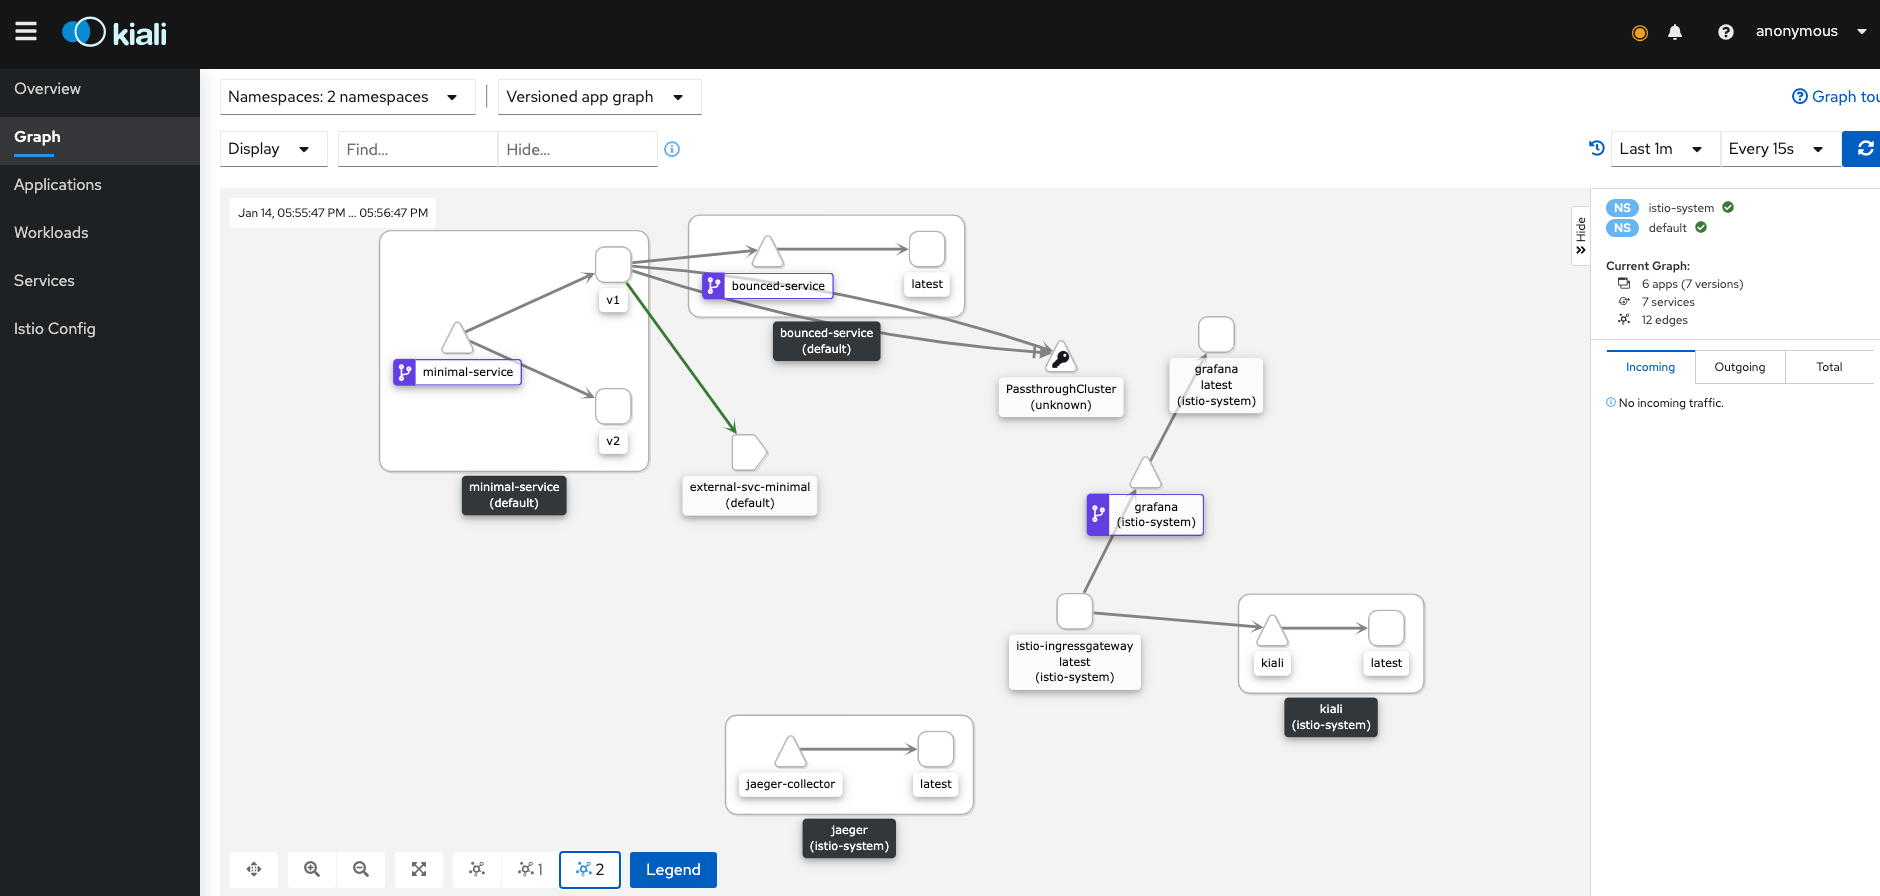 kiali
anonymous
Overview
Graph
Applications
Workloads
Services
Istio Config
Namespaces: 2 namespaces
Versioned app graph
Graph tou
Display
Find...
Hide...
Last 1m
Every 15s
Jan 14, 05:55:47 PM ... 05:56:47 PM
v1
minimal-service
v2
minimal-service
(default)
bounced-service
latest
bounced-service
(default)
external-svc-minimal
(default)
PassthroughCluster
(unknown)
grafana
latest
(istio-system)
grafana
(istio-system)
istio-ingressgateway
latest
(istio-system)
kiali
latest
kiali
(istio-system)
jaeger-collector
latest
jaeger
(istio-system)
1
2
Legend
Hide
NS istio-system
NS default
Current Graph:
6 apps (7 versions)
7 services
12 edges
Incoming
Outgoing
Total
No incoming traffic.